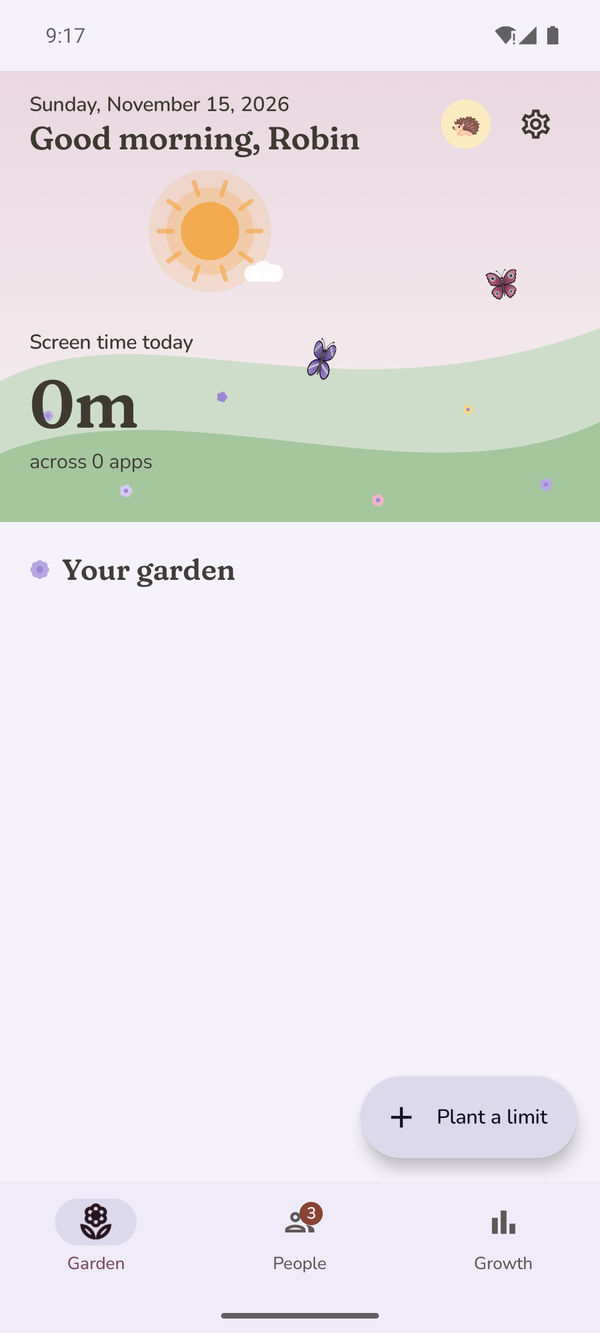 9:17
Sunday, November 15, 2026
Good morning, Robin
Screen time today
0m
across 0 apps
Your garden
+ Plant a limit
3
Garden
People
Growth